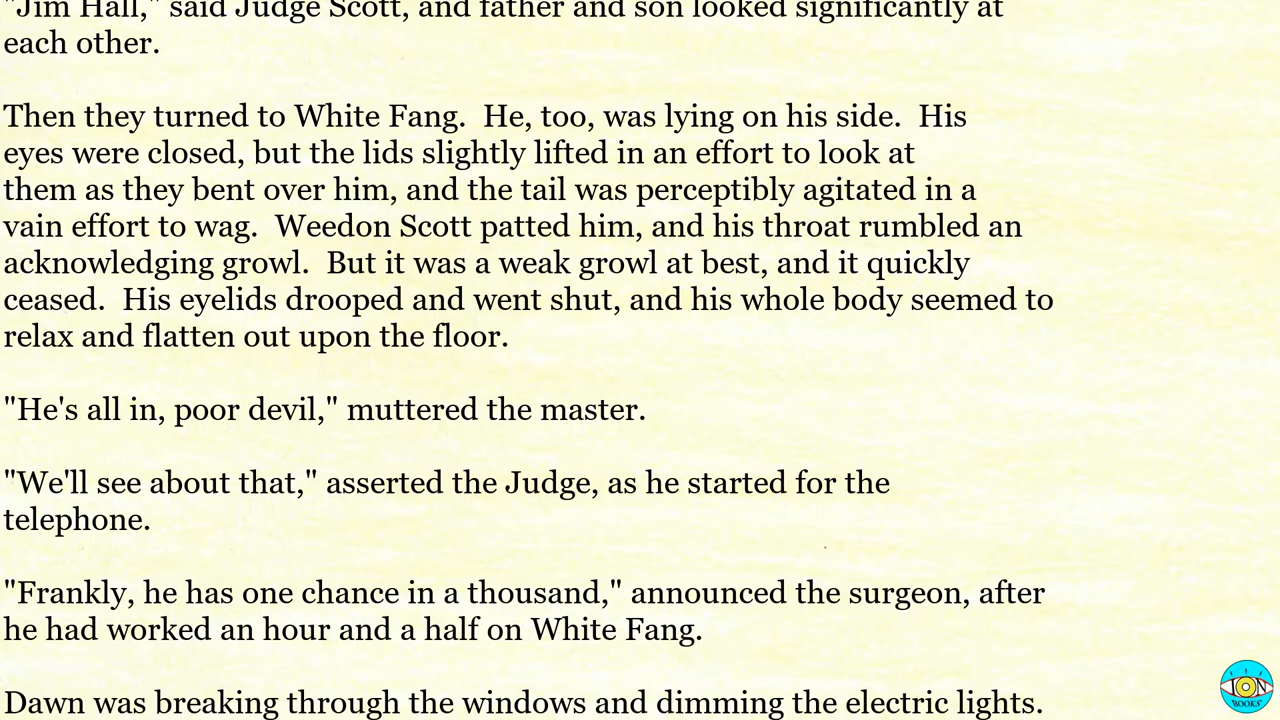 "Jim Hall," said Judge Scott, and father and son looked significantly at
each other.
Then they turned to White Fang.  He, too, was lying on his side.  His
eyes were closed, but the lids slightly lifted in an effort to look at
them as they bent over him, and the tail was perceptibly agitated in a
vain effort to wag.  Weedon Scott patted him, and his throat rumbled an
acknowledging growl.  But it was a weak growl at best, and it quickly
ceased.  His eyelids drooped and went shut, and his whole body seemed to
relax and flatten out upon the floor.
"He's all in, poor devil," muttered the master.
"We'll see about that," asserted the Judge, as he started for the
telephone.
"Frankly, he has one chance in a thousand," announced the surgeon, after
he had worked an hour and a half on White Fang.
Dawn was breaking through the windows and dimming the electric lights.
ION
BOOKS